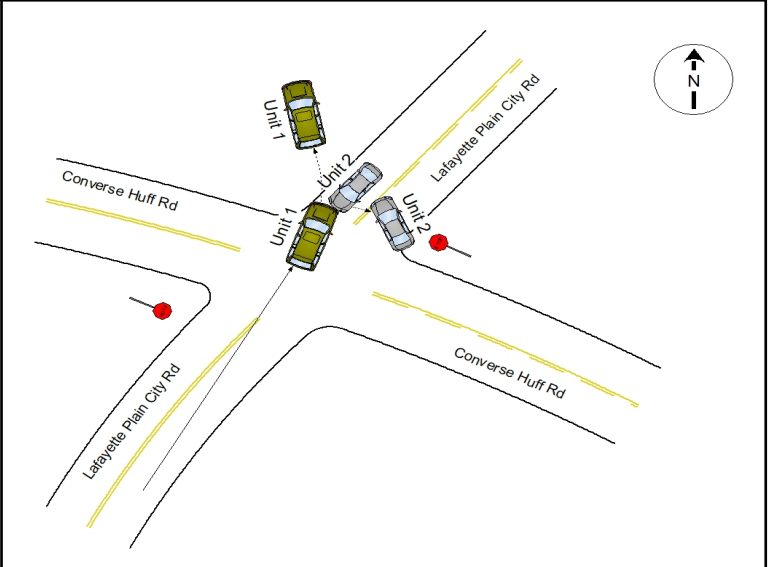 N
Unit 1
Lafayette Plain City Rd
Unit 2
Converse Huff Rd
Unit 1
Unit 2
Converse Huff Rd
Lafayette Plain City Rd